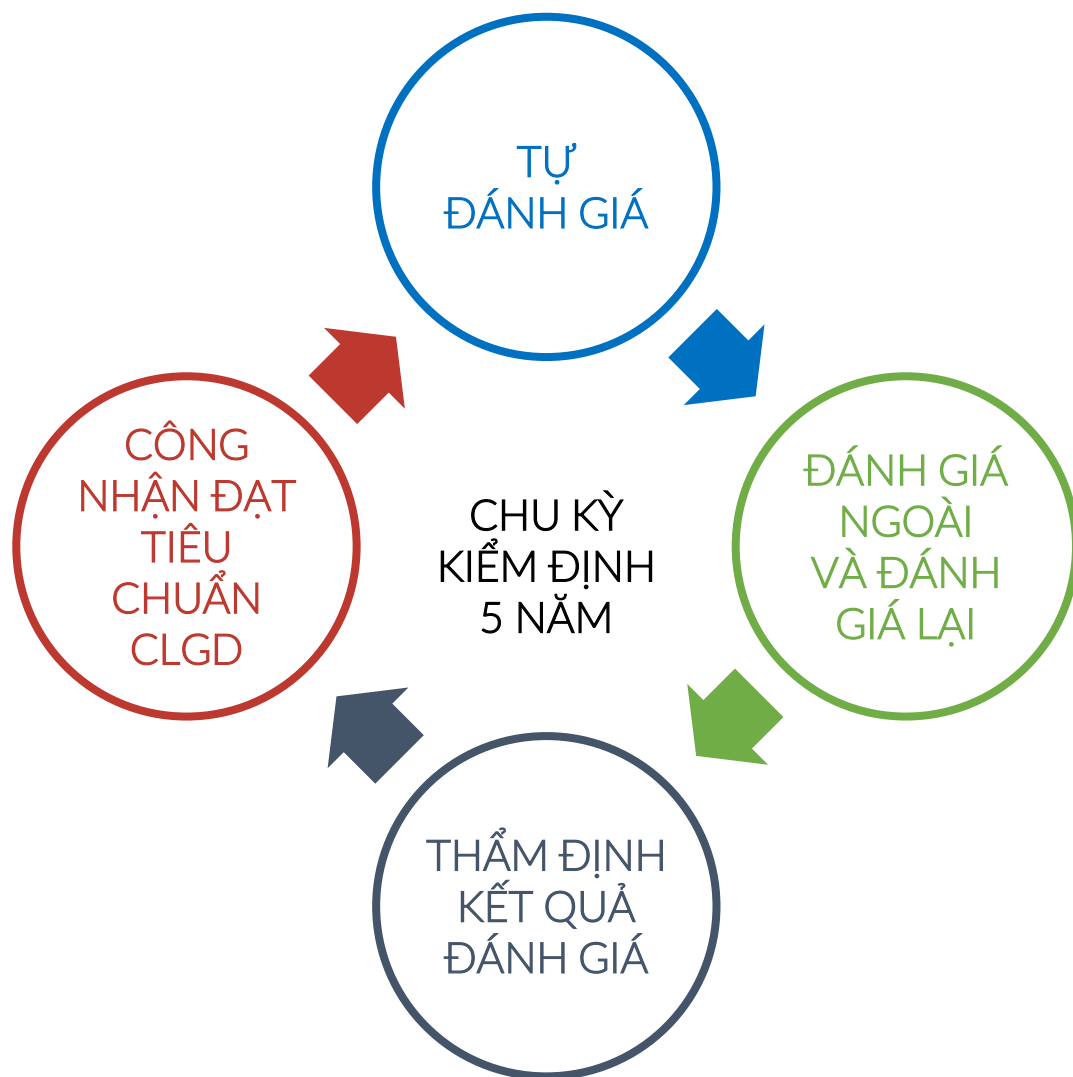 TỰ
ĐÁNH GIÁ
CÔNG
NHẬN ĐẠT
TIÊU
CHUẨN
CLGD
CHU KỲ
KIỂM ĐỊNH
5 NĂM
ĐÁNH GIÁ
NGOÀI
VÀ ĐÁNH
GIÁ LẠI
THẨM ĐỊNH
KẾT QUẢ
ĐÁNH GIÁ